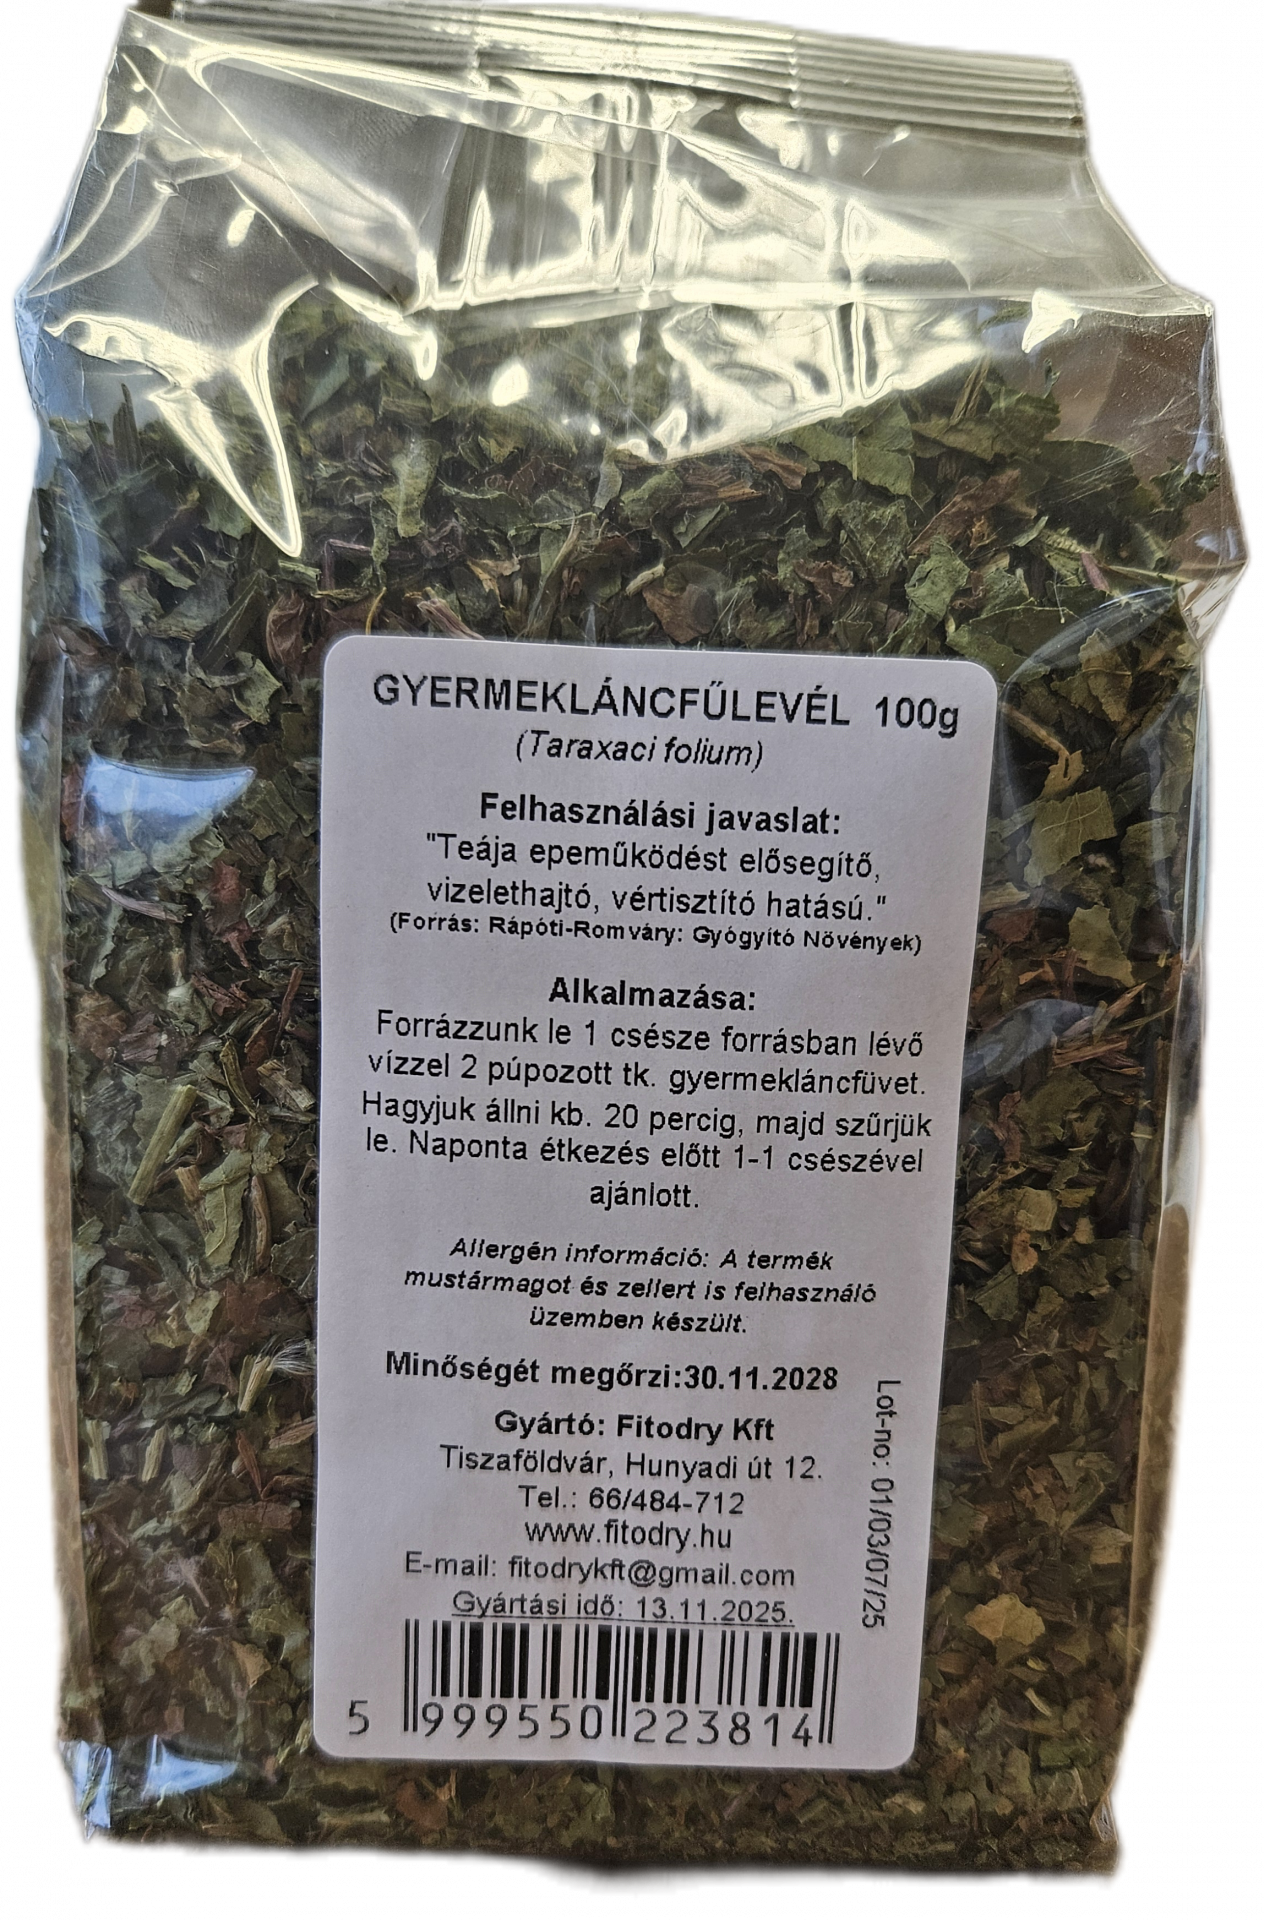 GYERMEKLÁNCFŰLEVÉL 100g
(Taraxaci folium)
Felhasználási javaslat:
"Teája epeműködést elősegítő,
vizelethajtó, vértisztító hatású."
(Forrás: Rápóti-Romváry: Gyógyító Növények)
Alkalmazása:
Forrázzunk le 1 csésze forrásban lévő
vízzel 2 púpozott tk. gyermekláncfüvet.
Hagyjuk állni kb. 20 percig, majd szűrjük
le. Naponta étkezés előtt 1-1 csészével
ajánlott.
Allergén információ: A termék
mustármagot és zellert is felhasználó
üzemben készült.
Minőségét megőrzi:30.11.2028
Gyártó: Fitodry Kft
Tiszaföldvár, Hunyadi út 12.
Tel.: 66/484-712
www.fitodry.hu
E-mail: fitodrykft@gmail.com
Gyártási idő: 13.11.2025.
Lot-no: 01/03/07/25
5 999550 223814